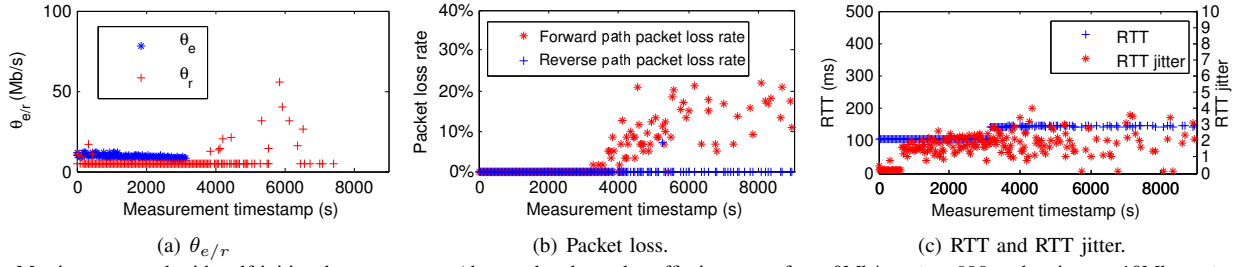 100
50
0
θe/r (Mb/s)
θe
θr
0 2000 4000 6000 8000
Measurement timestamp (s)
(a) θe/r
40%
30%
20%
10%
0%
Packet loss rate
Forward path packet loss rate
Reverse path packet loss rate
0 2000 4000 6000 8000
Measurement timestamp (s)
(b) Packet loss.
500
400
300
200
100
0
RTT (ms)
RTT
RTT jitter
10
9
8
7
6
5
4
3
2
1
0
RTT jitter
0 2000 4000 6000 8000
Measurement timestamp (s)
(c) RTT and RTT jitter.